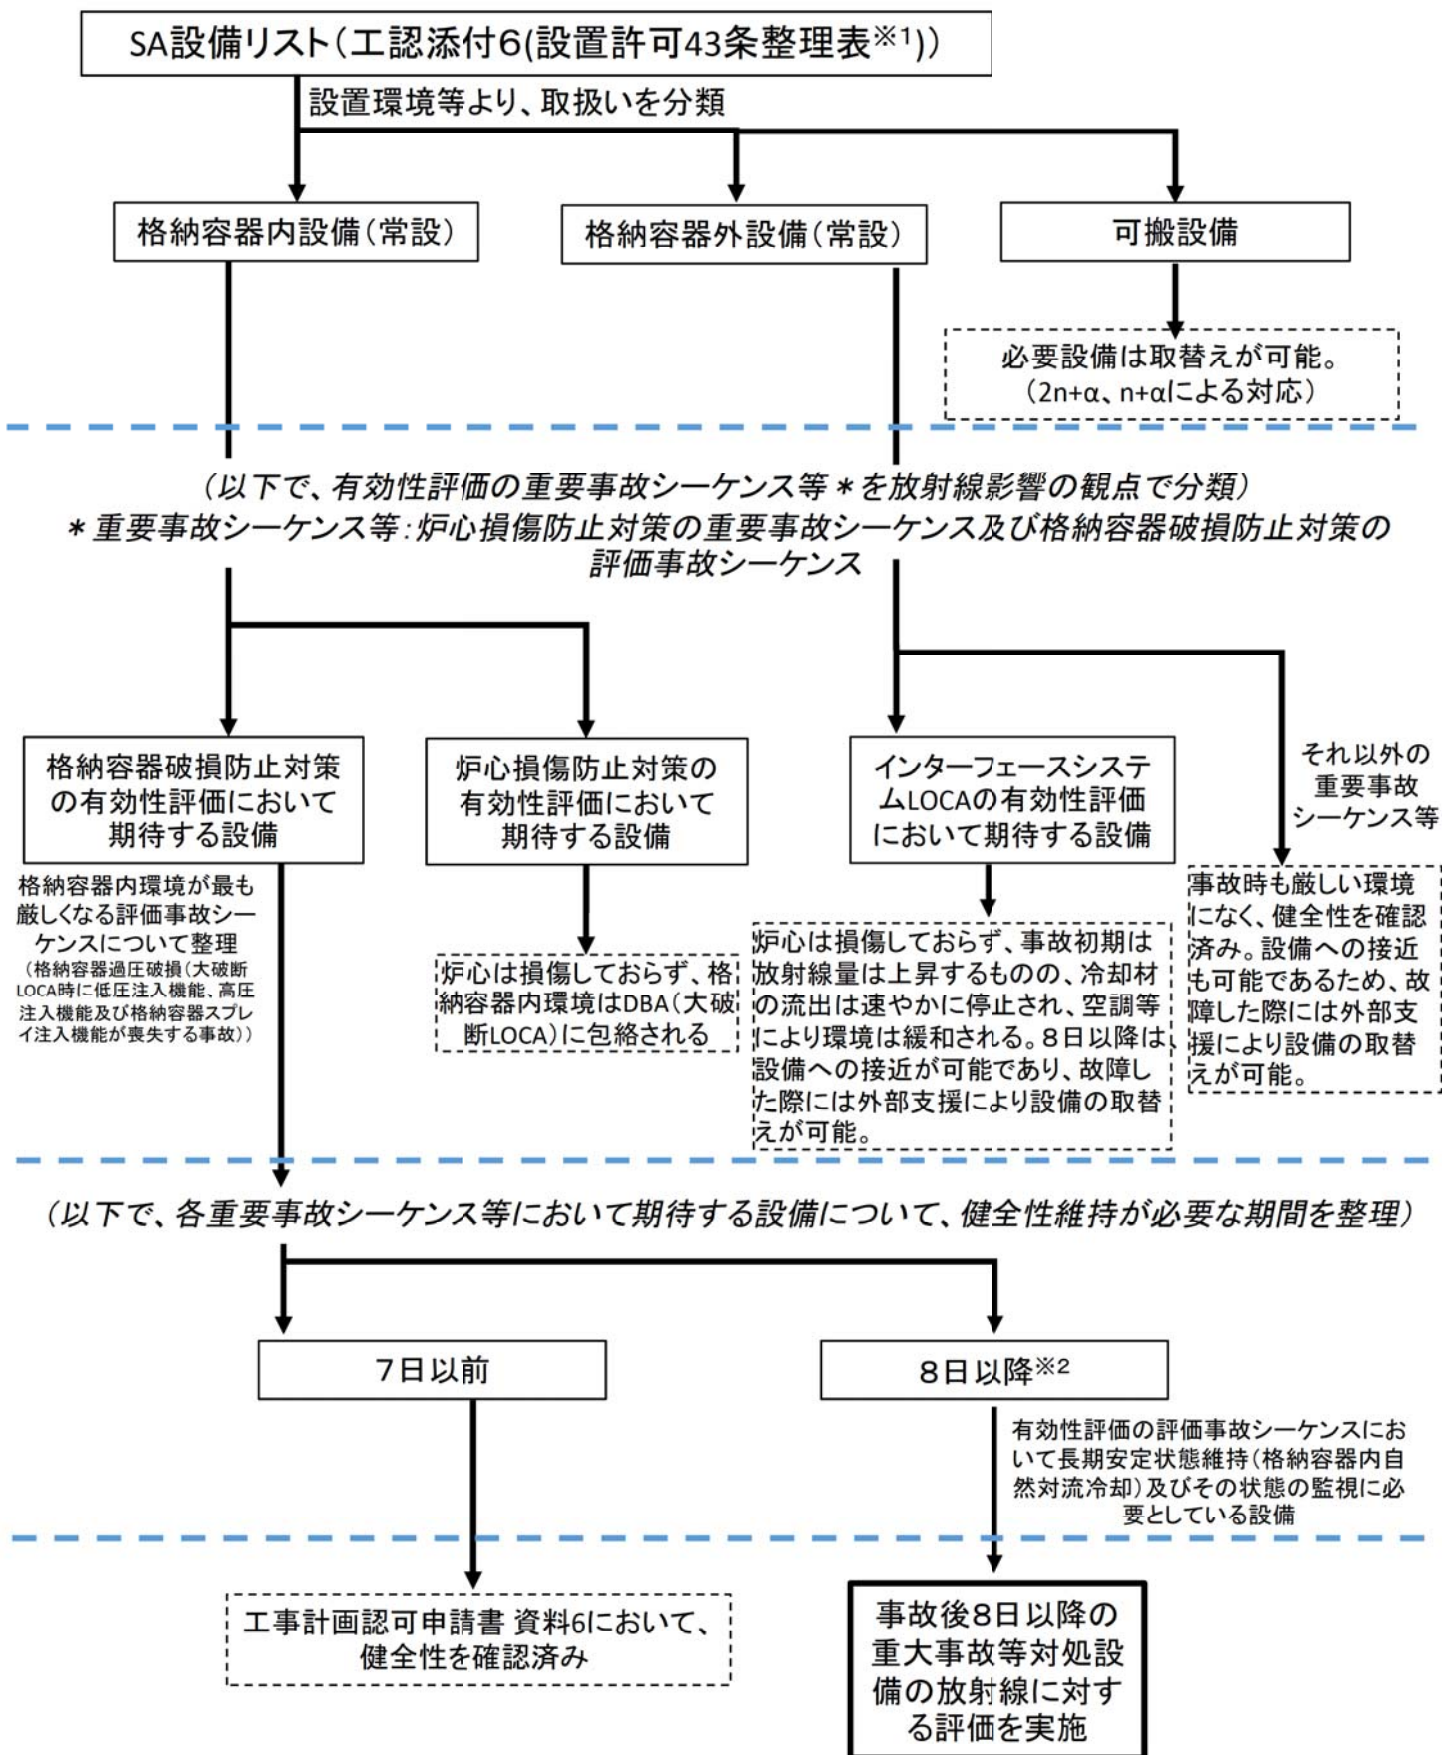 SA設備リスト(工認添付6(設置許可43条整理表※1))
設置環境等より、取扱いを分類
格納容器内設備(常設)
格納容器外設備(常設)
可搬設備
必要設備は取替えが可能。
(2n+α、n+αによる対応)
(以下で、有効性評価の重要事故シーケンス等*を放射線影響の観点で分類)
*重要事故シーケンス等:炉心損傷防止対策の重要事故シーケンス及び格納容器破損防止対策の
評価事故シーケンス
格納容器破損防止対策
の有効性評価において
期待する設備
炉心損傷防止対策の
有効性評価において
期待する設備
インターフェースシステ
ムLOCAの有効性評価
において期待する設備
それ以外の
重要事故
シーケンス等
格納容器内環境が最も
厳しくなる評価事故シー
ケンスについて整理
(格納容器過圧破損(大破断
LOCA時に低圧注入機能、高圧
注入機能及び格納容器スプレ
イ注入機能が喪失する事故))
炉心は損傷しておらず、格
納容器内環境はDBA(大破
断LOCA)に包絡される
炉心は損傷しておらず、事故初期は
放射線量は上昇するものの、冷却材
の流出は速やかに停止され、空調等
により環境は緩和される。8日以降は、
設備への接近が可能であり、故障し
た際には外部支援により設備の取替
えが可能。
事故時も厳しい環境
になく、健全性を確認
済み。設備への接近
も可能であるため、故
障した際には外部支
援により設備の取替
えが可能。
(以下で、各重要事故シーケンス等において期待する設備について、健全性維持が必要な期間を整理)
7日以前
8日以降※2
有効性評価の評価事故シーケンスにお
いて長期安定状態維持(格納容器内自
然対流冷却)及びその状態の監視に必
要としている設備
工事計画認可申請書 資料6において、
健全性を確認済み
事故後8日以降の
重大事故等対処設
備の放射線に対す
る評価を実施